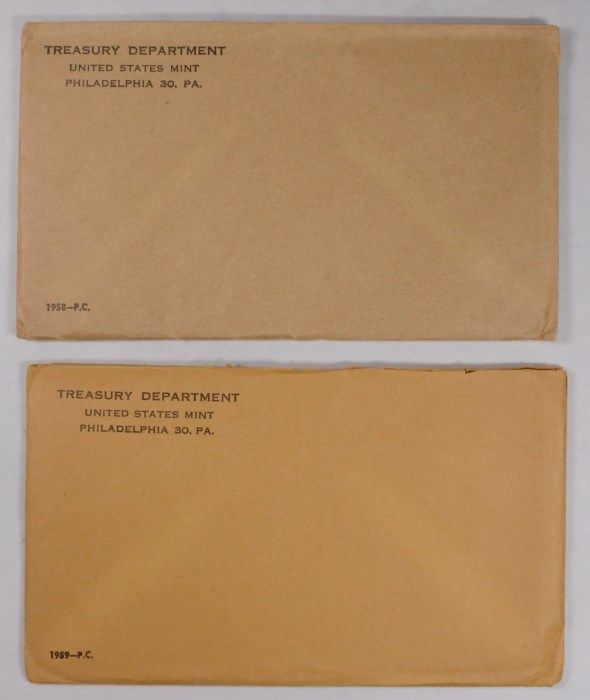 TREASURY DEPARTMENT
UNITED STATES MINT
PHILADELPHIA 30, PA.
1958—P.C.
TREASURY DEPARTMENT
UNITED STATES MINT
PHILADELPHIA 30, PA.
1959—P.C.